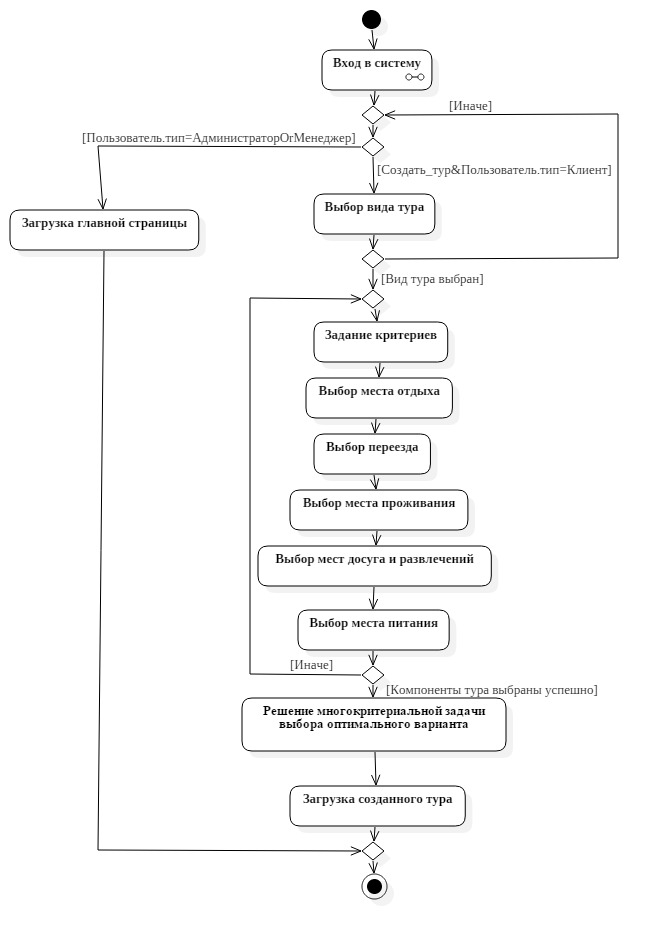 Вход в систему
[Иначе]
[Пользователь.тип=АдминистраторOrМенеджер]
[Создать_тур&Пользователь.тип=Клиент]
Выбор вида тура
Загрузка главной страницы
[Вид тура выбран]
Задание критериев
Выбор места отдыха
Выбор переезда
Выбор места проживания
Выбор мест досуга и развлечений
Выбор места питания
[Иначе]
[Компоненты тура выбраны успешно]
Решение многокритериальной задачи
выбора оптимального варианта
Загрузка созданного тура